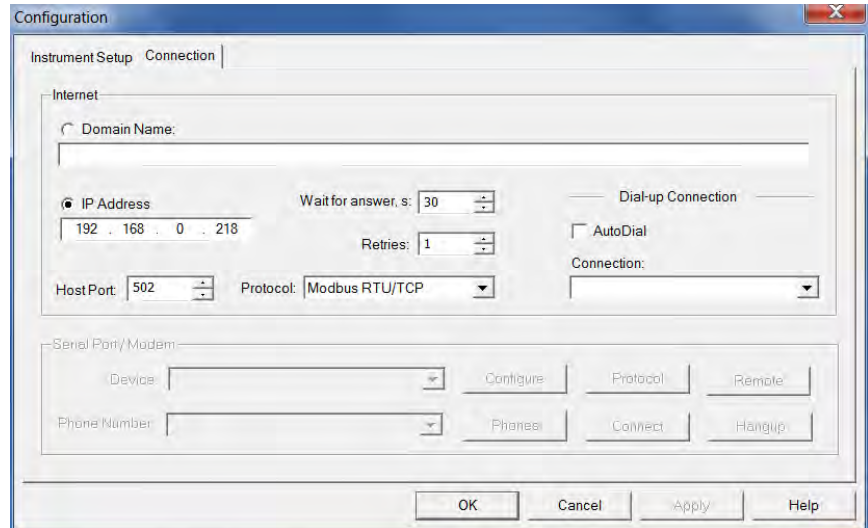 Configuration
Instrument Setup Connection
Internet
Domain Name:
IP Address
192 . 168 . 0 . 218
Wait for answer, s: 30
Retries: 1
Dial-up Connection
AutoDial
Connection:
Host Port: 502
Protocol: Modbus RTU/TCP
Serial Port / Modem
Device
Configure Protocol Remote
Phone Number
Phones Connect Hangup
OK Cancel Apply Help